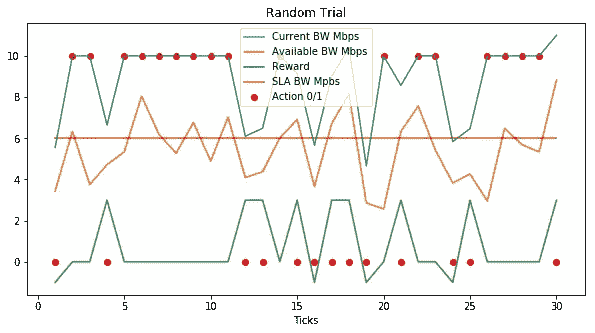 Random Trial
Current BW Mbps
Available BW Mbps
Reward
SLA BW Mpbs
Action 0/1
10
8
6
4
2
0
0
5
10
15
20
25
30
Ticks